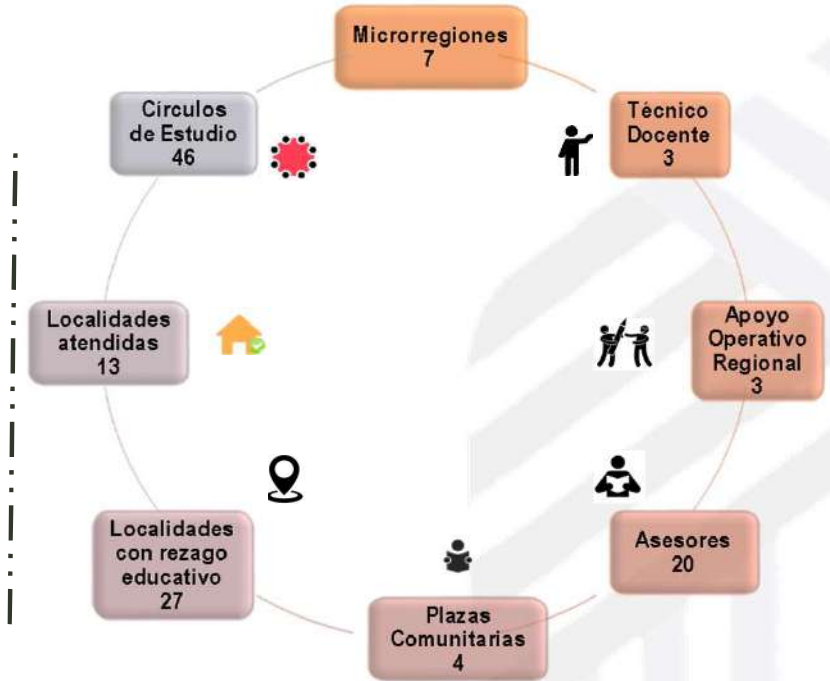 Microrregiones
7
Técnico
Docente
3
Apoyo
Operativo
Regional
3
Asesores
20
Plazas
Comunitarias
4
Localidades
con rezago
educativo
27
Localidades
atendidas
13
Círculos
de Estudio
46